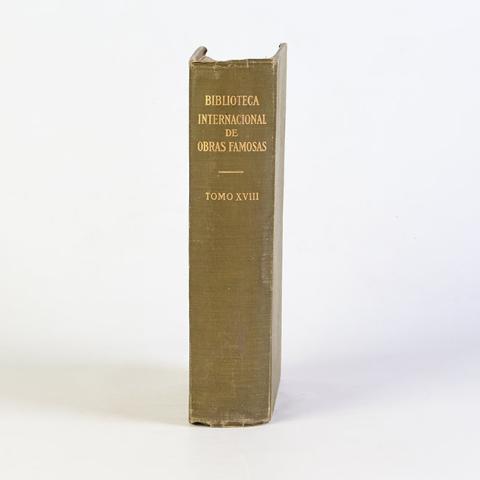 BIBLIOTECA
INTERNACIONAL
DE
OBRAS FAMOSAS
TOMO XVIII